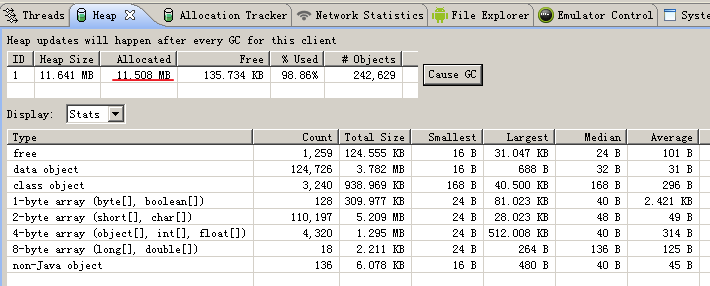 Threads Heap Allocation Tracker Network Statistics File Explorer Emulator Control Syste
Heap updates will happen after every GC for this client
ID Heap Size Allocated Free % Used # Objects
1 11.641 MB 11.508 MB 135.734 KB 98.86% 242,629
Cause GC
Display: Stats
Type Count Total Size Smallest Largest Median Average
free 1,259 124.555 KB 16 B 31.047 KB 24 B 101 B
data object 124,726 3.782 MB 16 B 688 B 32 B 31 B
class object 3,240 938.969 KB 168 B 40.500 KB 168 B 296 B
1-byte array (byte[], boolean[]) 128 309.977 KB 24 B 81.023 KB 40 B 2.421 KB
2-byte array (short[], char[]) 110,197 5.209 MB 24 B 28.023 KB 48 B 49 B
4-byte array (object[], int[], float[]) 4,320 1.295 MB 24 B 512.008 KB 40 B 314 B
8-byte array (long[], double[]) 18 2.211 KB 24 B 264 B 136 B 125 B
non-Java object 136 6.078 KB 16 B 480 B 40 B 45 B